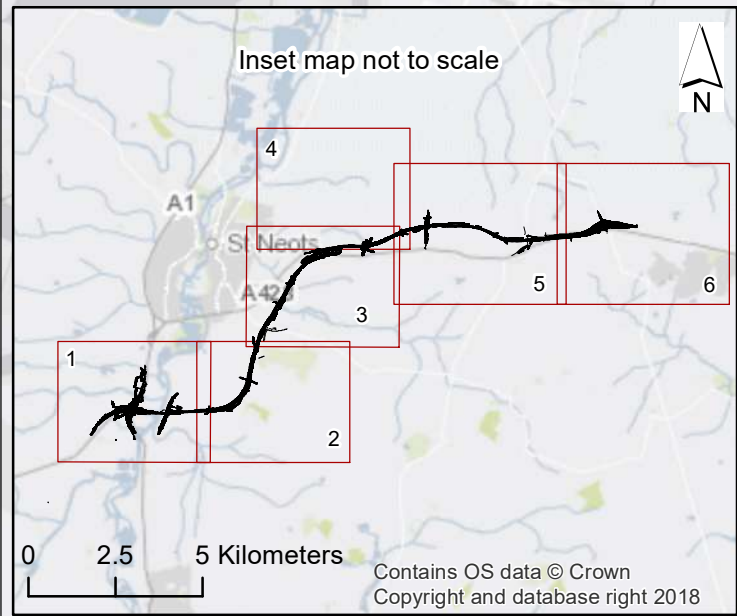 Inset map not to scale
N
4
A1
St Neots
A428
3
5
6
1
2
0 2.5 5 Kilometers
Contains OS data © Crown
Copyright and database right 2018